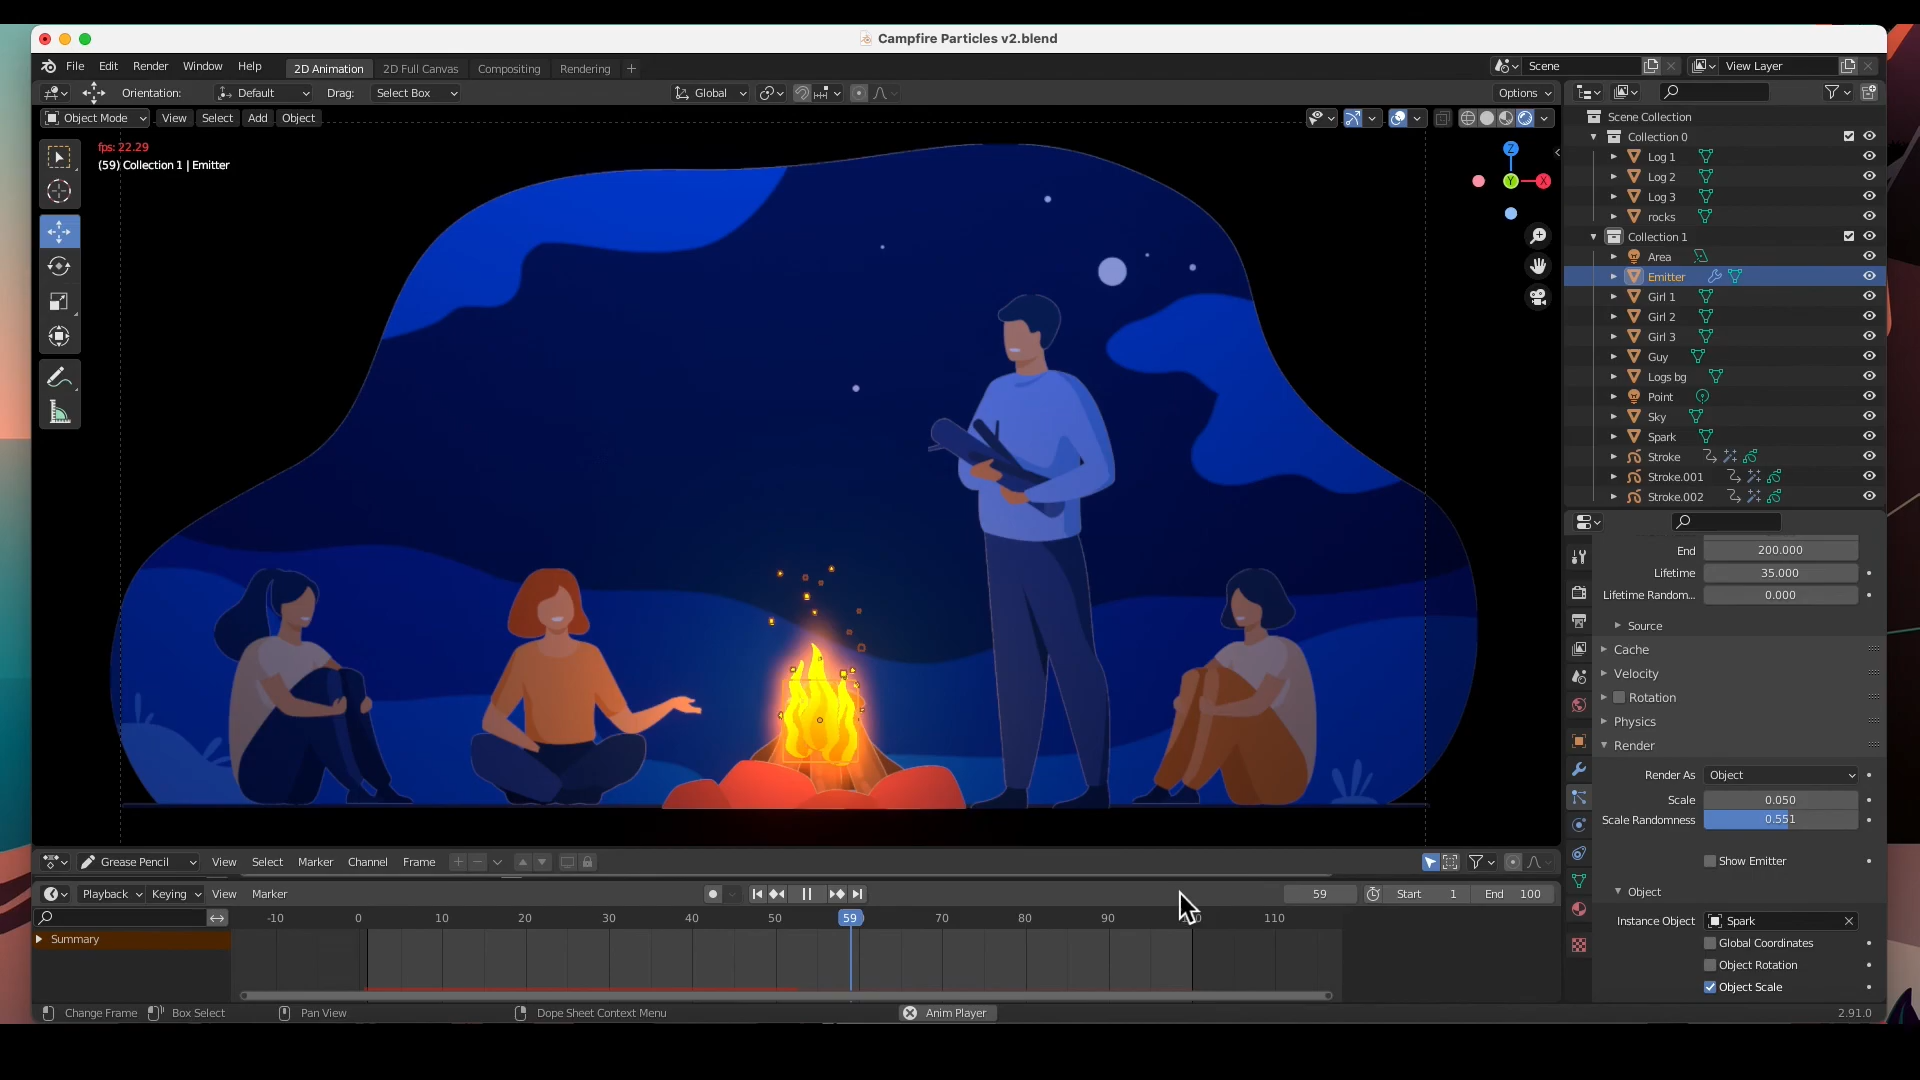 Campfire Particles v2.blend
File Edit Render Window Help 2D Animation 2D Full Canvas Compositing Rendering + Scene View Layer
Orientation: Default Drag: Select Box Global Options
Object Mode View Select Add Object
fps: 22.29
(59) Collection 1 | Emitter
Z
Y
X
Scene Collection
Collection 0
Log 1
Log 2
Log 3
rocks
Collection 1
Area
Emitter
Girl 1
Girl 2
Girl 3
Guy
Logs bg
Point
Sky
Spark
Stroke
Stroke.001
Stroke.002
End 200.000
Lifetime 35.000
Lifetime Random... 0.000
Source
Cache
Velocity
Rotation
Physics
Render
Render As Object
Scale 0.050
Scale Randomness 0.551
Show Emitter
Object
Instance Object Spark
Global Coordinates
Object Rotation
Object Scale
Grease Pencil View Select Marker Channel Frame
Playback Keying View Marker 59 Start 1 End 100
-10 0 10 20 30 40 50 59 70 80 90 110
Summary
Change Frame Box Select Pan View Dope Sheet Context Menu Anim Player 2.91.0